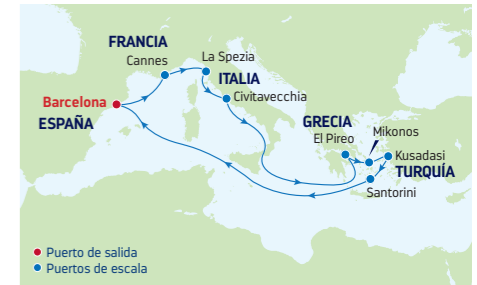 FRANCIA
Cannes
La Spezia
ITALIA
Civitavecchia
Barcelona
ESPAÑA
GRECIA
El Pireo
Mikonos
Kusadasi
TURQUÍA
Santorini
Puerto de salida
Puertos de escala